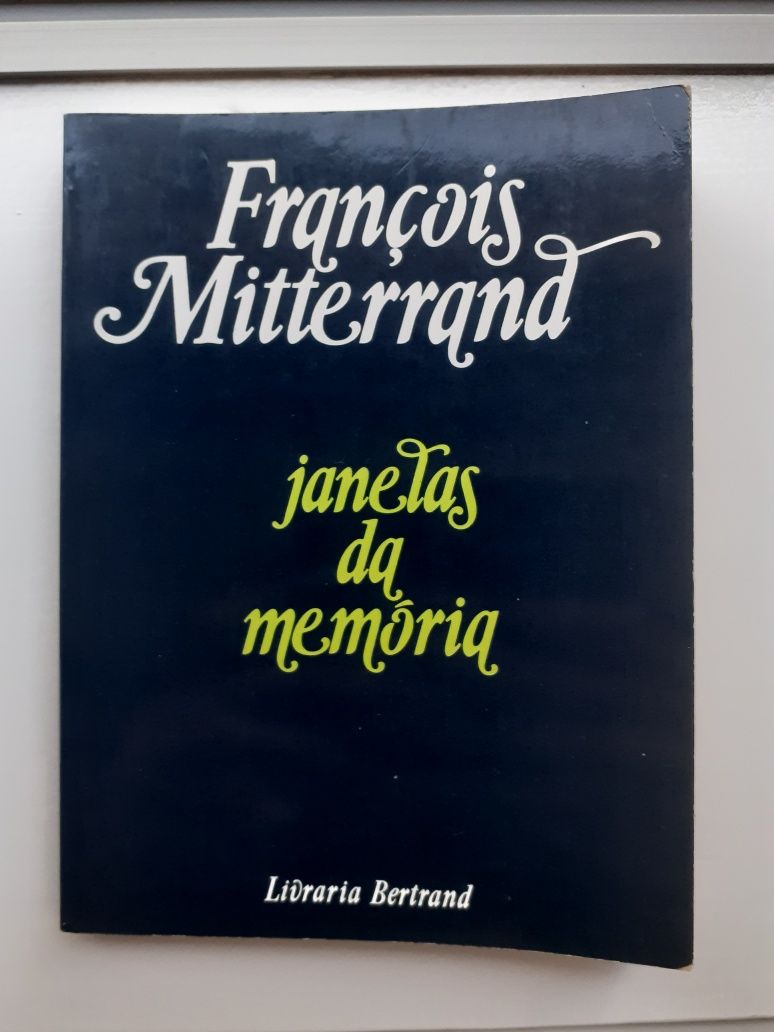 François
Mitterrand
janelas
da
memória
Livraria Bertrand